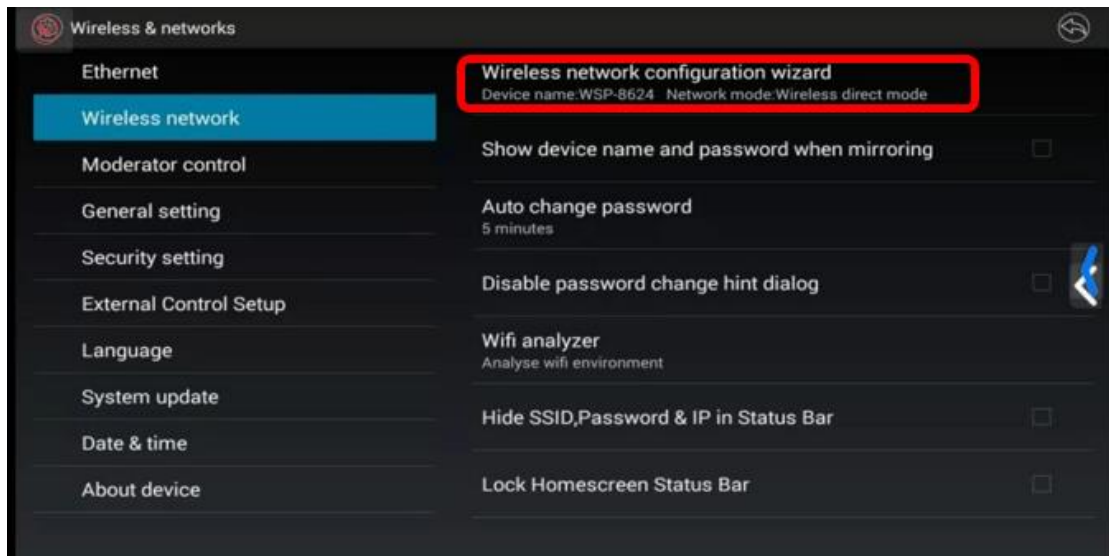 Wireless & networks
Ethernet
Wireless network
Moderator control
General setting
Security setting
External Control Setup
Language
System update
Date & time
About device
Wireless network configuration wizard
Device name:WSP-8624 Network mode:Wireless direct mode
Show device name and password when mirroring
Auto change password
5 minutes
Disable password change hint dialog
Wifi analyzer
Analyse wifi environment
Hide SSID,Password & IP in Status Bar
Lock Homescreen Status Bar